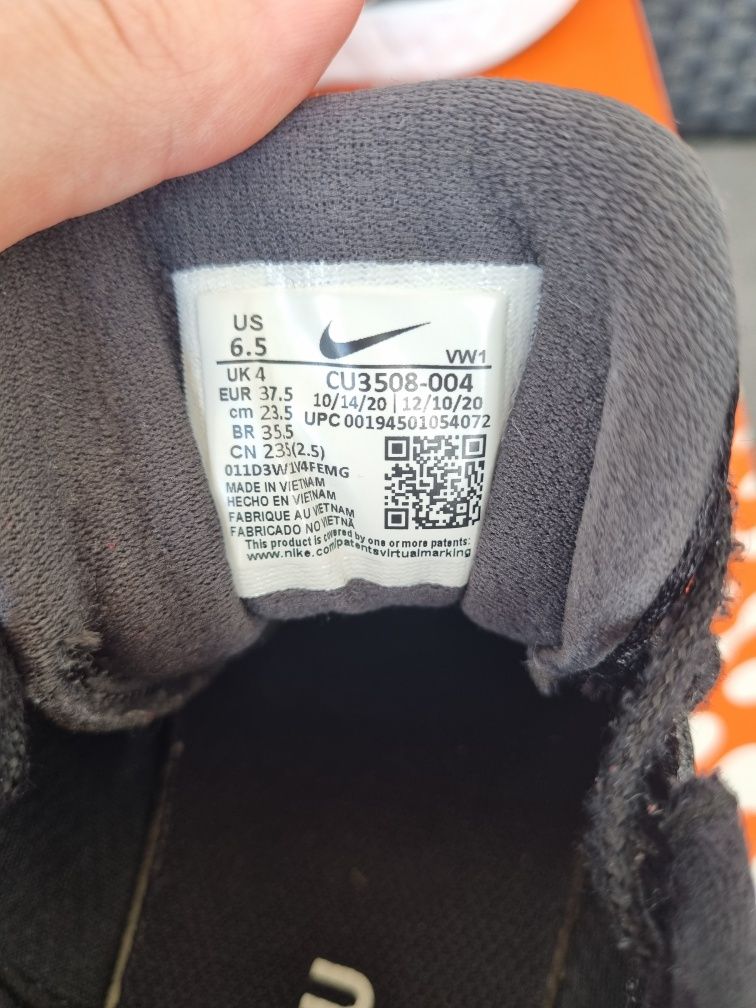 US
6.5
VW1
UK 4
CU3508-004
EUR 37.5
10/14/20 | 12/10/20
cm 23.5
UPC 00194501054072
BR 35.5
CN 235(2.5)
011D3W1V4FEMG
MADE IN VIETNAM
HECHO EN VIETNAM
FABRIQUE AU VIETNAM
FABRICADO NO VIETNÃ
This product is covered by one or more patents:
www.nike.com/patentsvirtualmarking